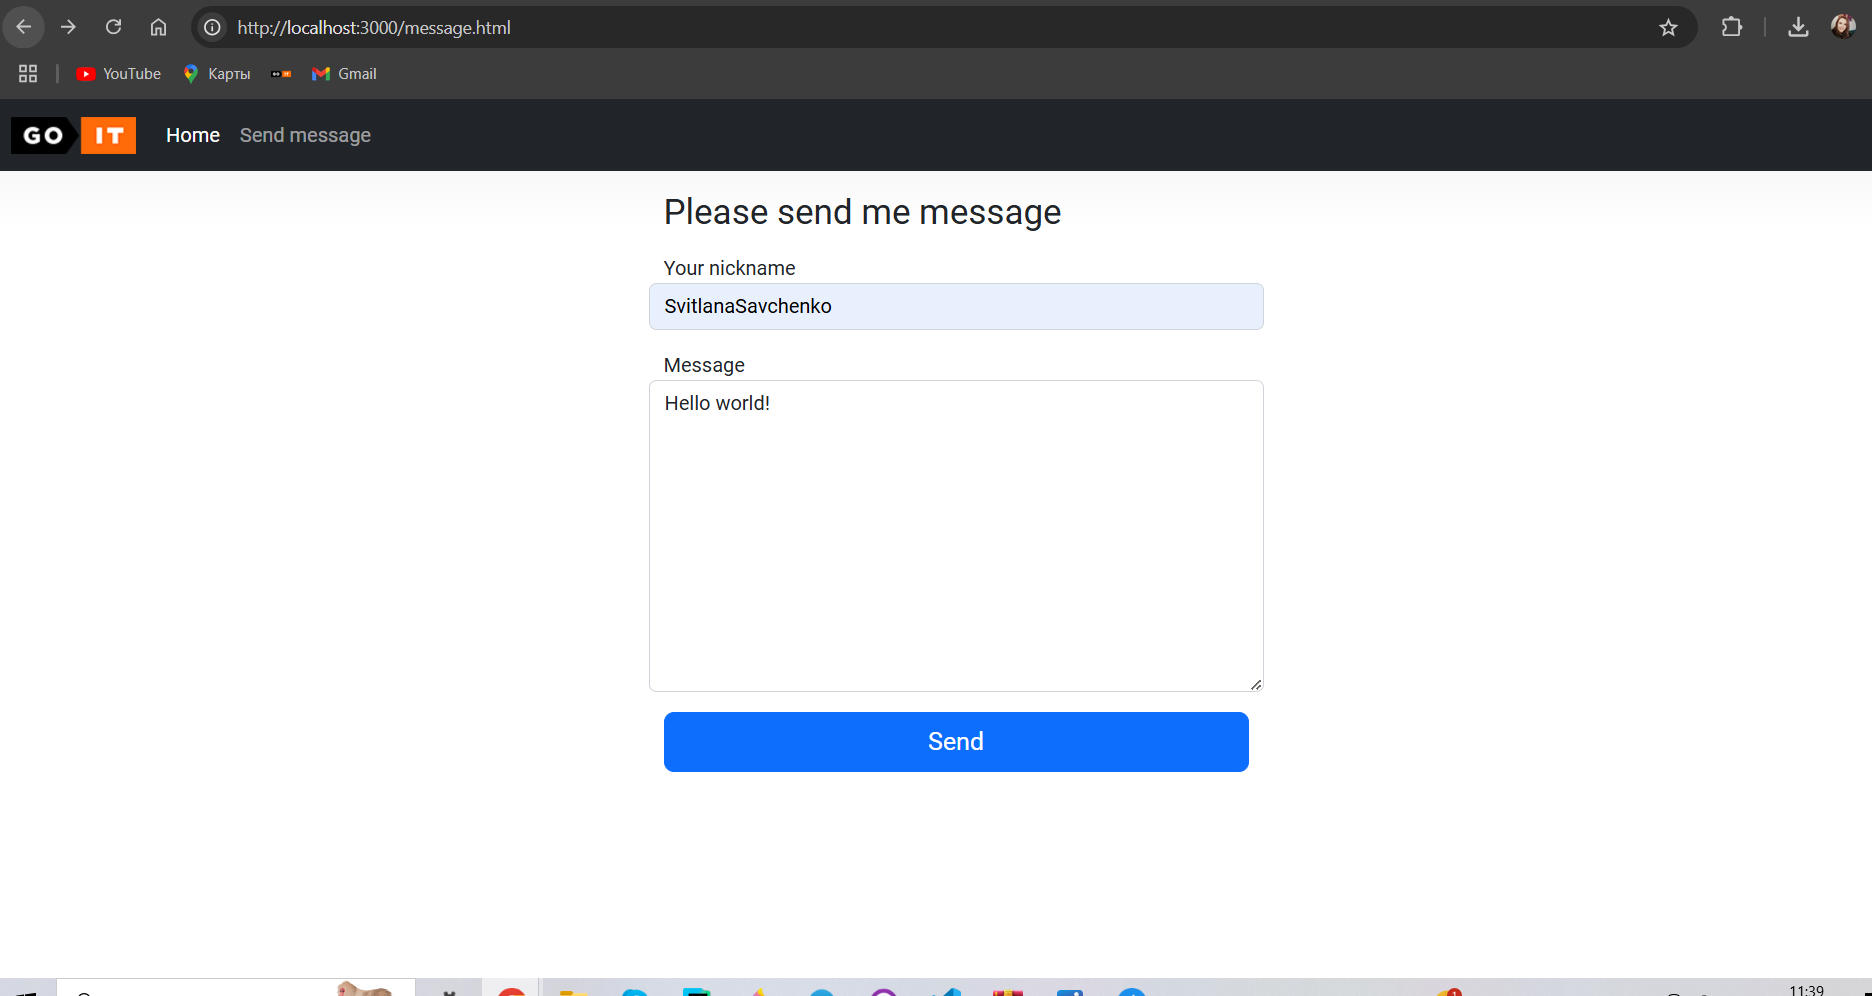 http://localhost:3000/message.html
YouTube
Карты
Gmail
GO IT
Home
Send message
Please send me message
Your nickname
SvitlanaSavchenko
Message
Hello world!
Send
1
11:39